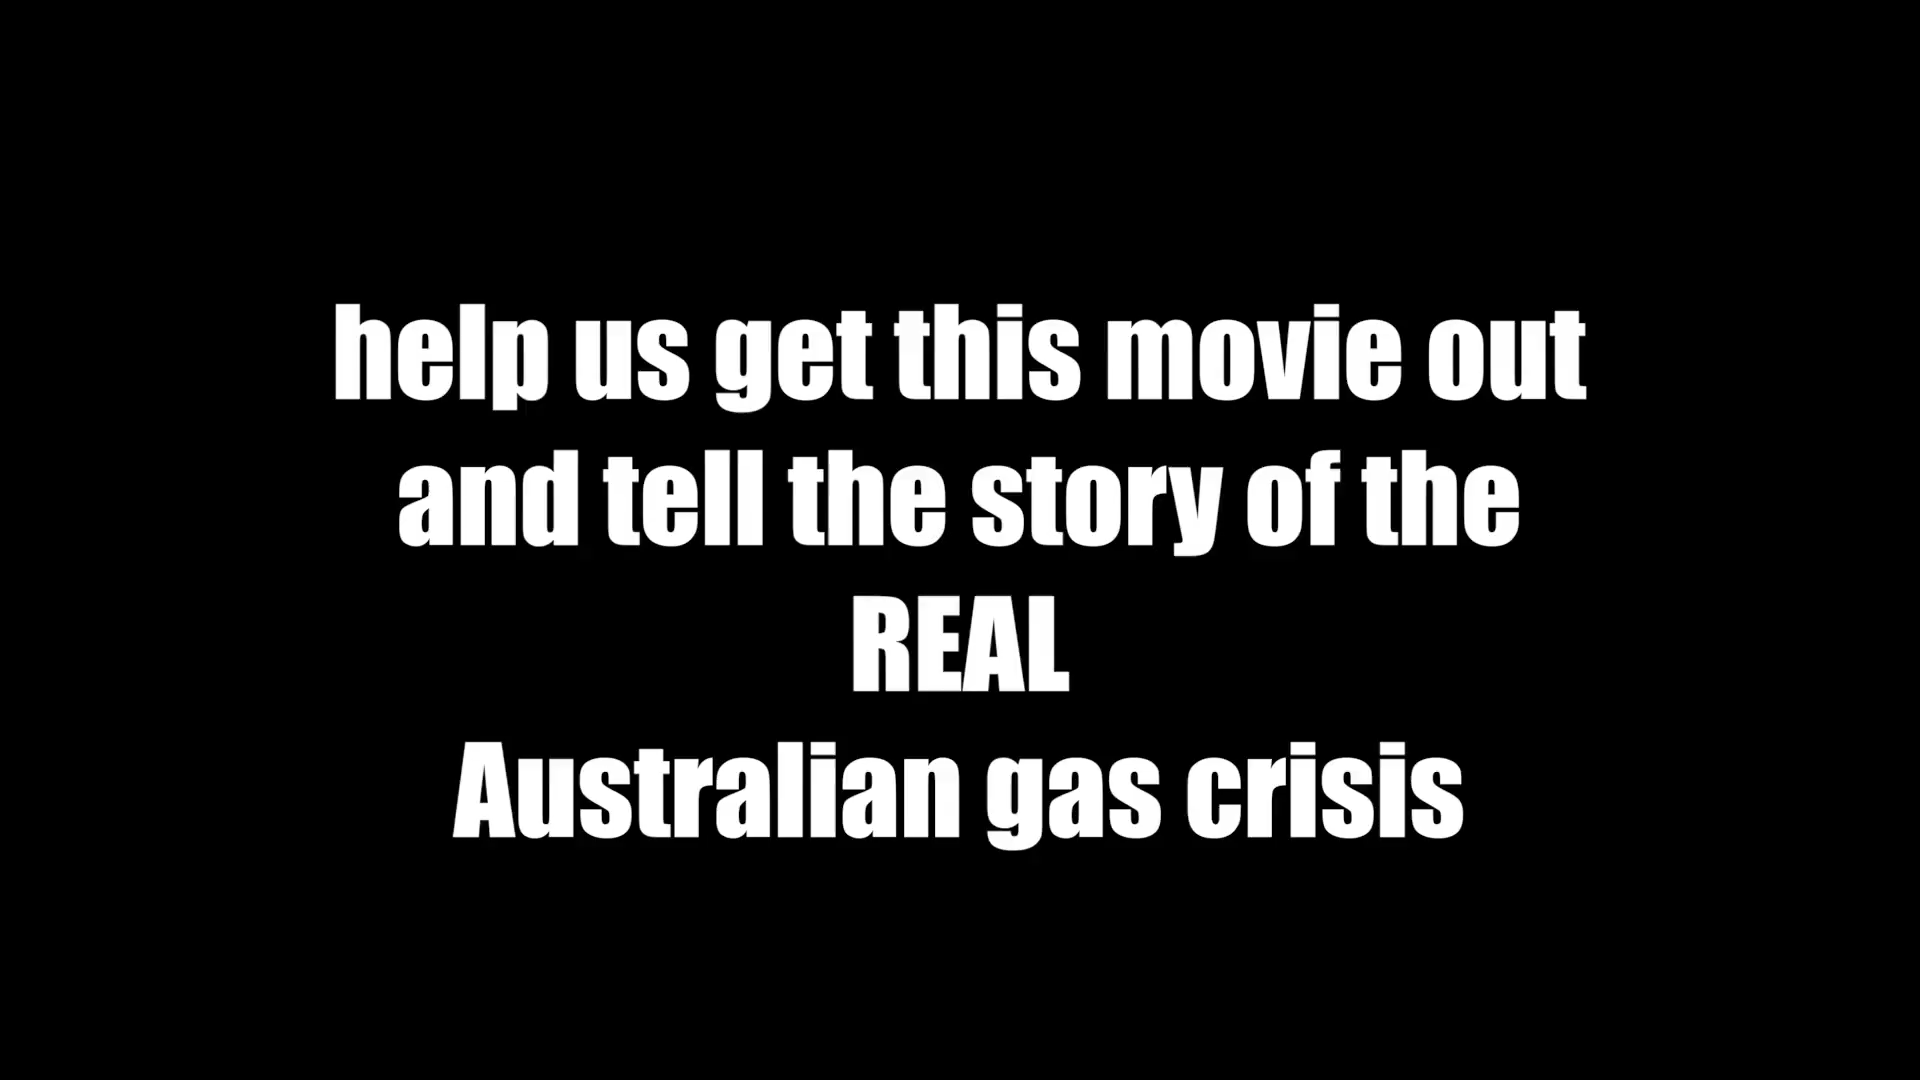 help us get this movie out
and tell the story of the
REAL
Australian gas crisis